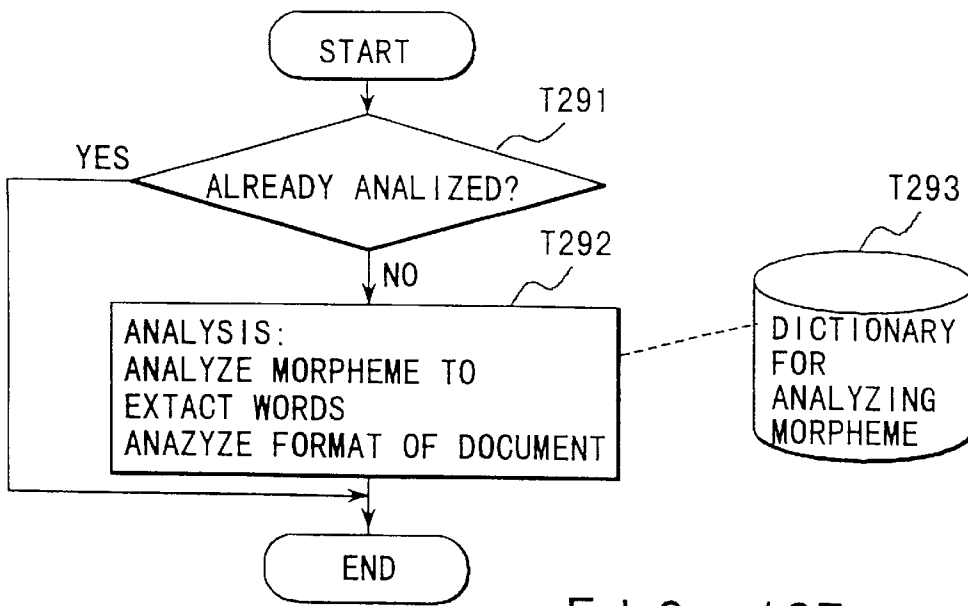 START
T291
YES
ALREADY ANALIZED?
T293
T292
NO
ANALYSIS:
ANALYZE MORPHEME TO
EXTACT WORDS
ANAZYZE FORMAT OF DOCUMENT
DICTIONARY
FOR
ANALYZING
MORPHEME
END